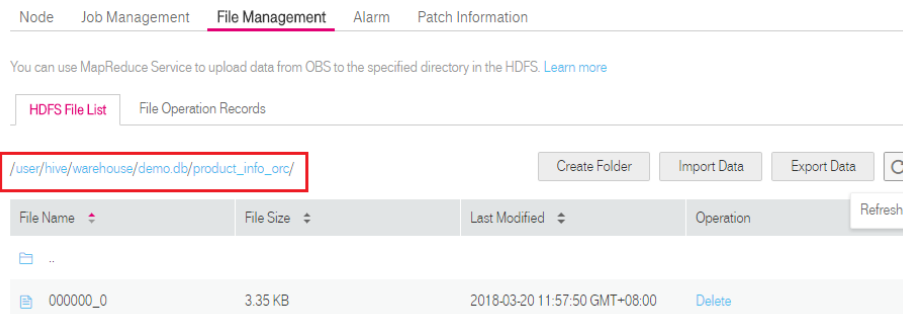 Node Job Management File Management Alarm Patch Information
You can use MapReduce Service to upload data from OBS to the specified directory in the HDFS. Learn more
HDFS File List File Operation Records
/user/hive/warehouse/demo.db/product_info_orc/ Create Folder Import Data Export Data
Refresh
File Name File Size Last Modified Operation
..
000000_0 3.35 KB 2018-03-20 11:57:50 GMT+08:00 Delete